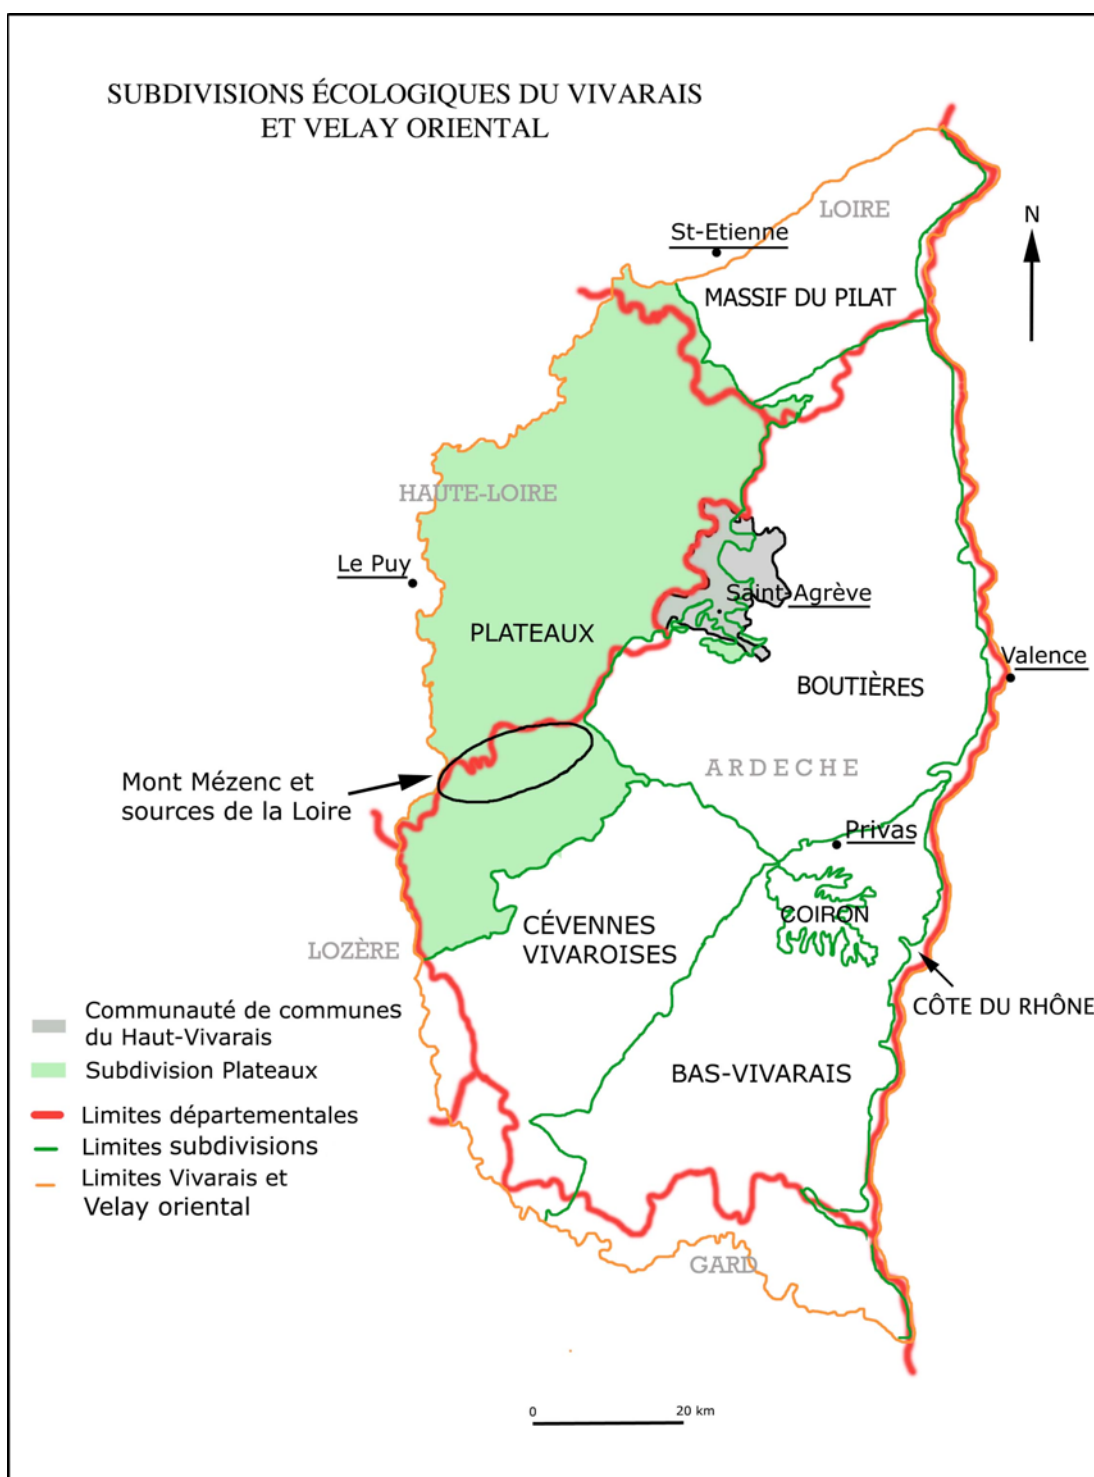 SUBDIVISIONS ÉCOLOGIQUES DU VIVARAIS
ET VELAY ORIENTAL
LOIRE
N
St-Etienne
MASSIF DU PILAT
HAUTE-LOIRE
Le Puy
Saint-Agrève
PLATEAUX
Valence
BOUTIÈRES
ARDECHE
Mont Mézenc et
sources de la Loire
Privas
COIRON
CÉVENNES
VIVAROISES
LOZÈRE
CÔTE DU RHÔNE
Communauté de communes
du Haut-Vivarais
Subdivision Plateaux
Limites départementales
Limites subdivisions
Limites Vivarais et
Velay oriental
BAS-VIVARAIS
GARD
0 20 km